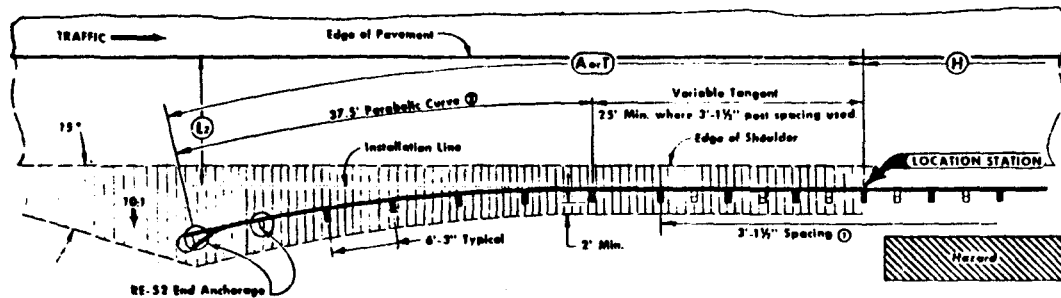 TRAFFIC
Edge of Pavement
A or T
H
37.5' Parabolic Curve ②
Variable Tangent
25' Min. where 3'-1½" post spacing used
L2
15°
Installation Line
Edge of Shoulder
LOCATION STATION
10:1
6'-3" Typical
2' Min.
3'-1½" Spacing ①
Hazard
RE-52 End Anchorage